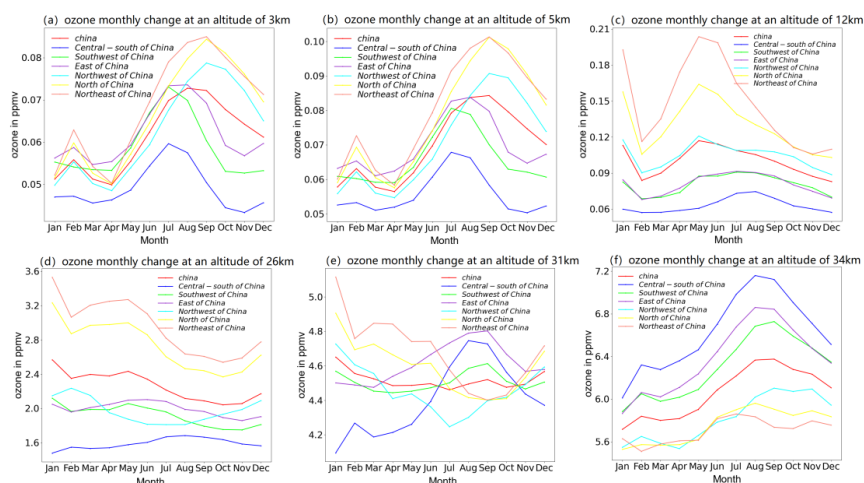 (a) ozone monthly change at an altitude of 3km
china
Central−south of China
Southwest of China
East of China
Northwest of China
North of China
Northeast of China
ozone in ppmv
0.08
0.07
0.06
0.05
Jan Feb Mar Apr May Jun Jul Aug Sep Oct Nov Dec
Month
(b) ozone monthly change at an altitude of 5km
china
Central−south of China
Southwest of China
East of China
Northwest of China
North of China
Northeast of China
ozone in ppmv
0.10
0.09
0.08
0.07
0.06
0.05
Jan Feb Mar Apr May Jun Jul Aug Sep Oct Nov Dec
Month
(c) ozone monthly change at an altitude of 12km
china
Central−south of China
Southwest of China
East of China
Northwest of China
North of China
Northeast of China
ozone in ppmv
0.21
0.18
0.15
0.12
0.09
0.06
Jan Feb Mar Apr May Jun Jul Aug Sep Oct Nov Dec
Month
(d) ozone monthly change at an altitude of 26km
china
Central−south of China
Southwest of China
East of China
Northwest of China
North of China
Northeast of China
ozone in ppmv
3.6
3.2
2.8
2.4
2.0
1.6
Jan Feb Mar Apr May Jun Jul Aug Sep Oct Nov Dec
Month
(e) ozone monthly change at an altitude of 31km
china
Central−south of China
Southwest of China
East of China
Northwest of China
North of China
Northeast of China
ozone in ppmv
5.0
4.8
4.6
4.4
4.2
Jan Feb Mar Apr May Jun Jul Aug Sep Oct Nov Dec
Month
(f) ozone monthly change at an altitude of 34km
china
Central−south of China
Southwest of China
East of China
Northwest of China
North of China
Northeast of China
ozone in ppmv
7.2
6.8
6.4
6.0
5.6
Jan Feb Mar Apr May Jun Jul Aug Sep Oct Nov Dec
Month